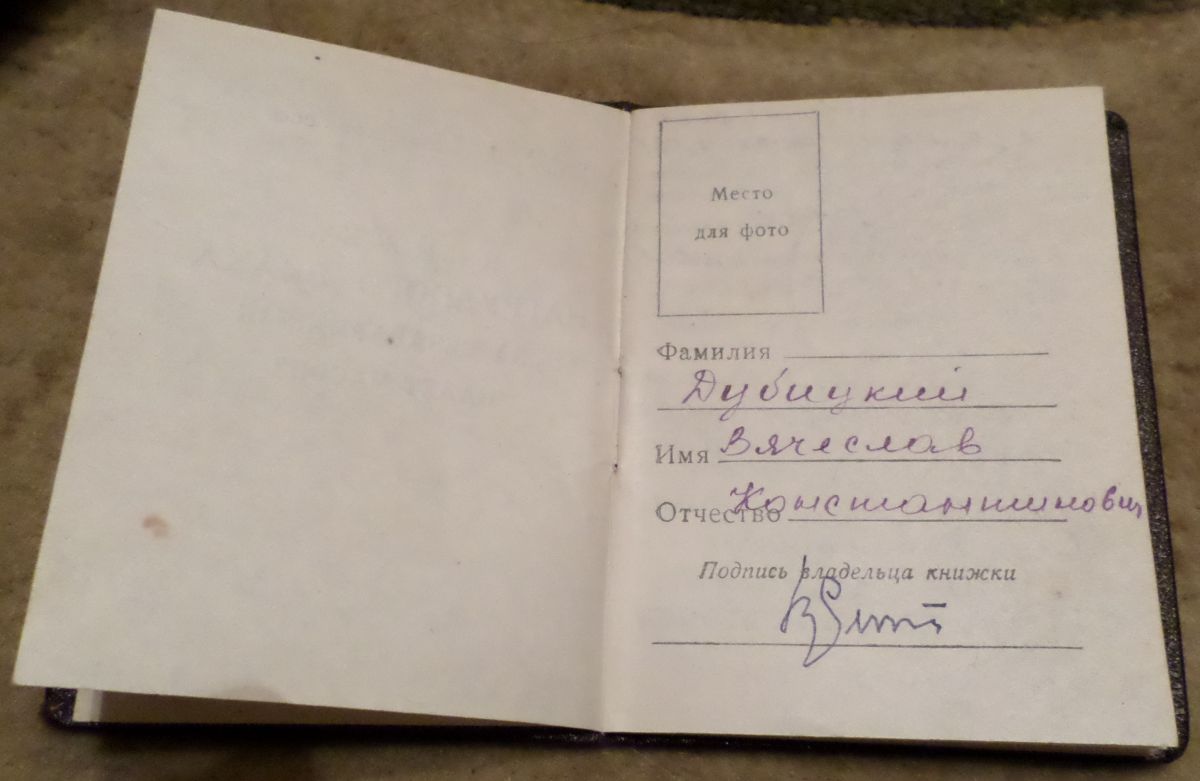 Место
для фото
Фамилия
Дубицкий
Имя Вячеслав
Отчество Константинович
Подпись владельца книжки